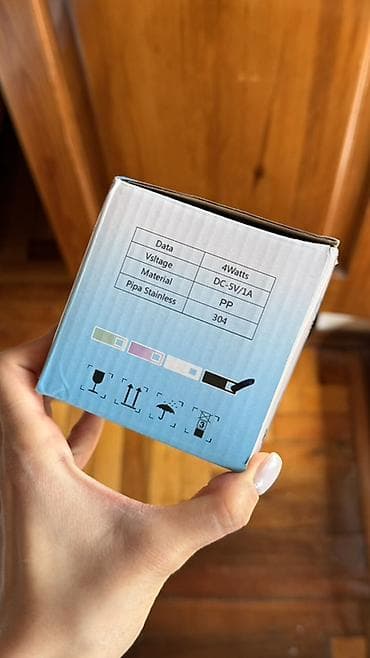 Data 4Watts
Vsltage DC-5V/1A
Material PP
Pipa Stainless 304